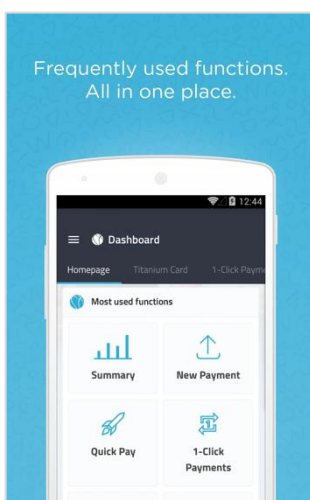 Frequently used functions.
All in one place.
12:44
Dashboard
Homepage Titanium Card 1-Click Payme
Most used functions
Summary New Payment
Quick Pay 1-Click
Payments